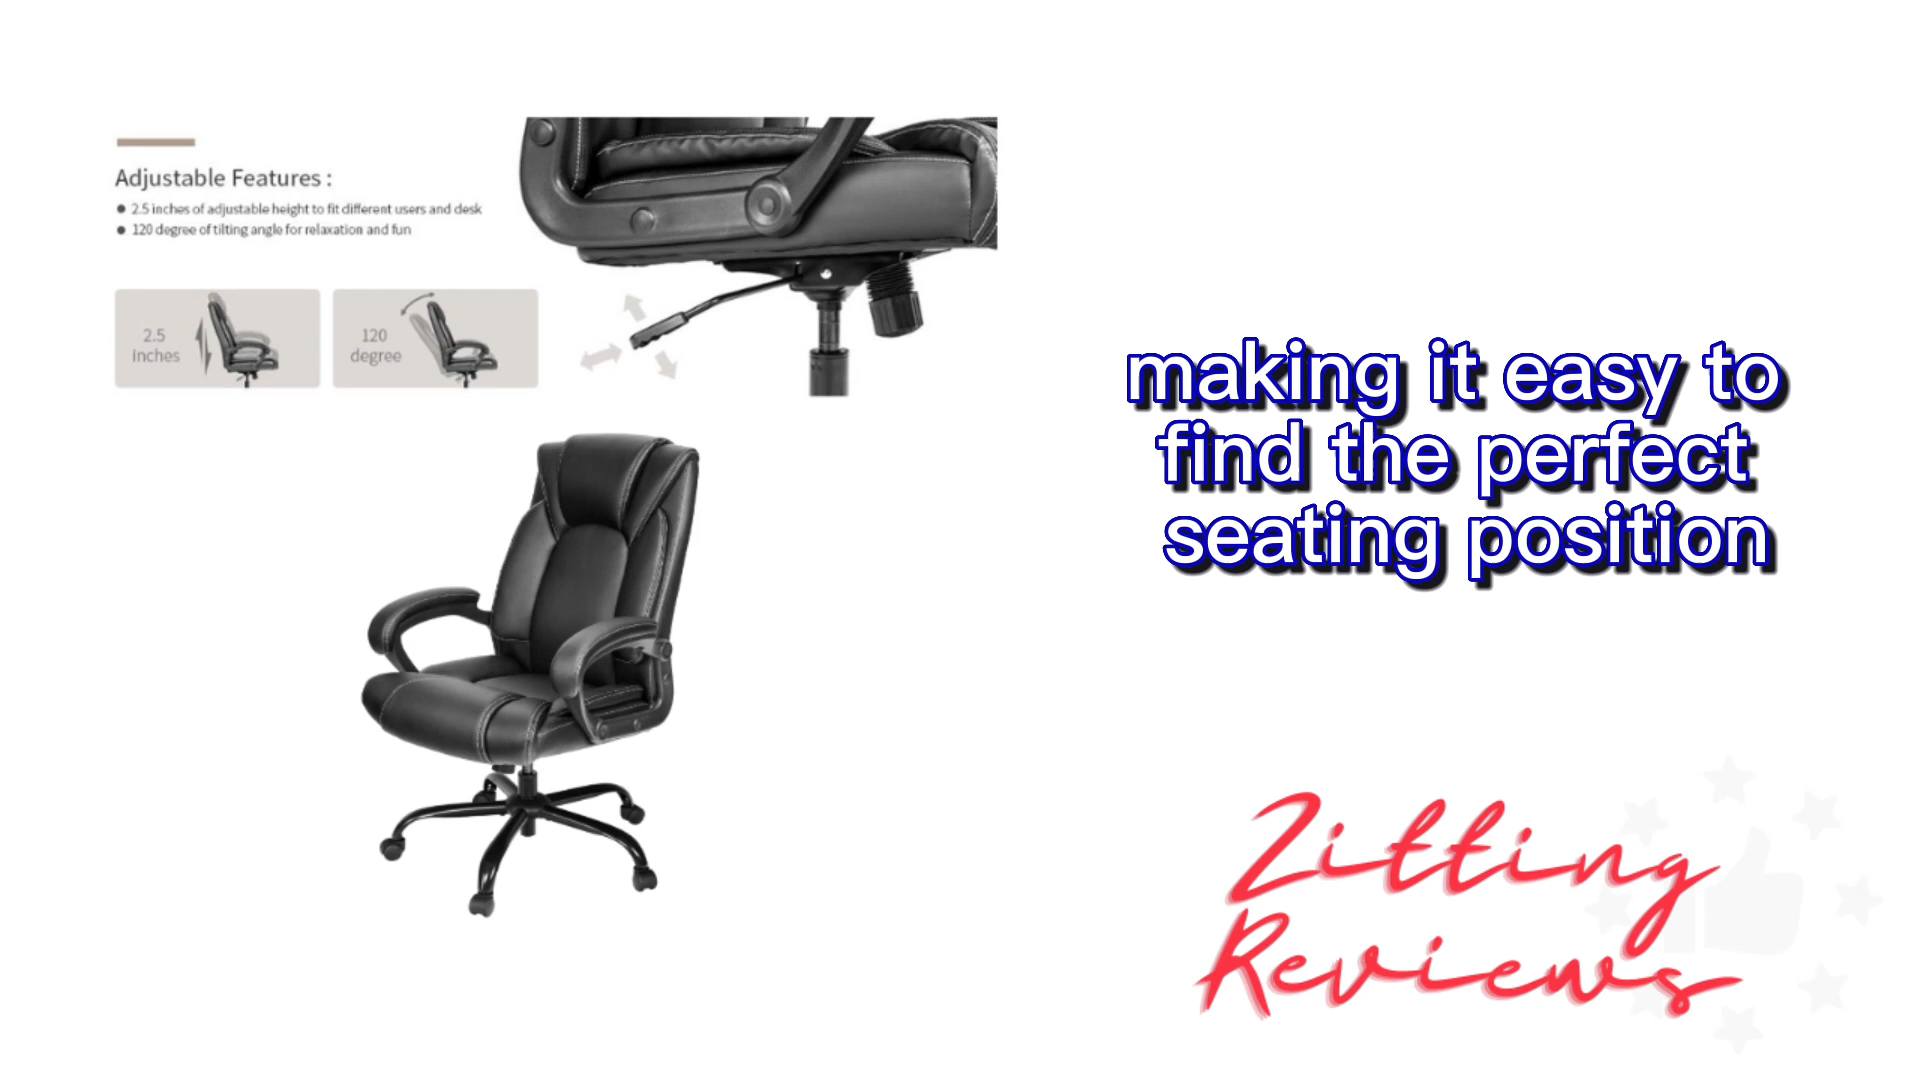 Adjustable Features :
● 2.5 inches of adjustable height to fit different users and desk
● 120 degree of tilting angle for relaxation and fun
2.5
inches
120
degree
making it easy to
find the perfect
seating position
Zitting
Reviews